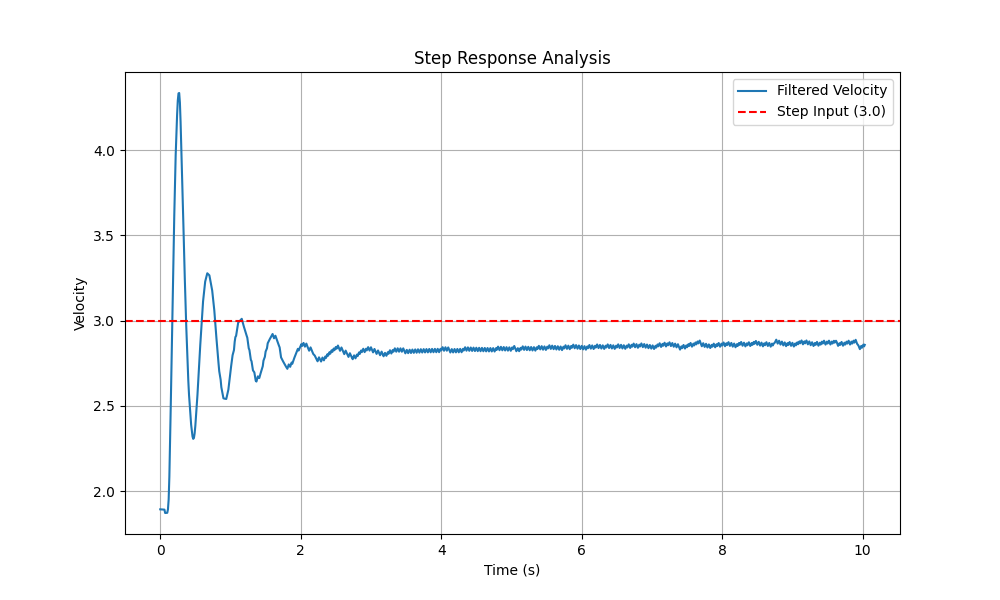 Step Response Analysis
Filtered Velocity
Step Input (3.0)
Velocity
4.0
3.5
3.0
2.5
2.0
0
2
4
6
8
10
Time (s)